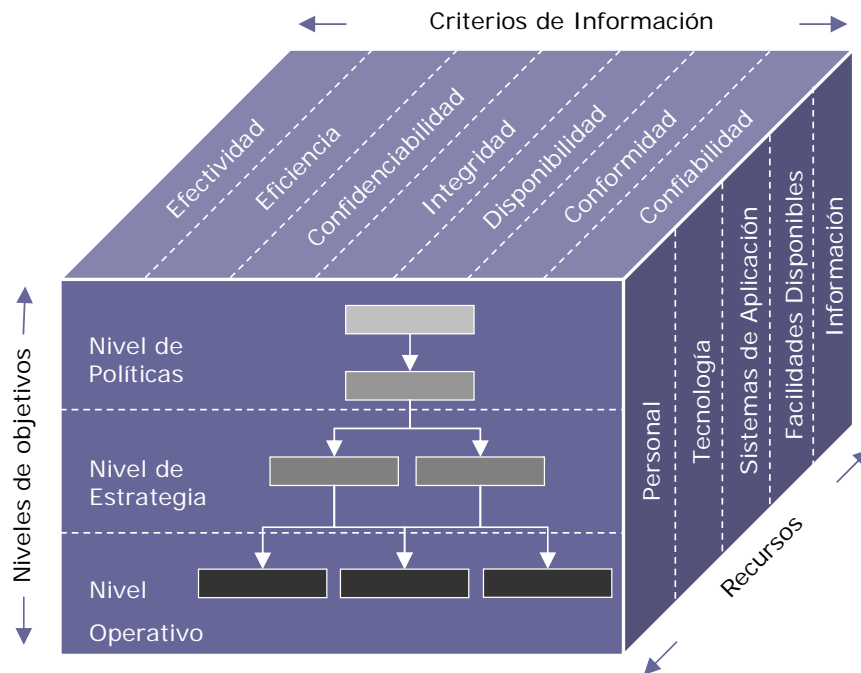 Criterios de Información
Efectividad
Eficiencia
Confidenciabilidad
Integridad
Disponibilidad
Conformidad
Confiabilidad
Niveles de objetivos
Nivel de
Políticas
Nivel de
Estrategia
Nivel
Operativo
Personal
Tecnología
Sistemas de Aplicación
Facilidades Disponibles
Información
Recursos